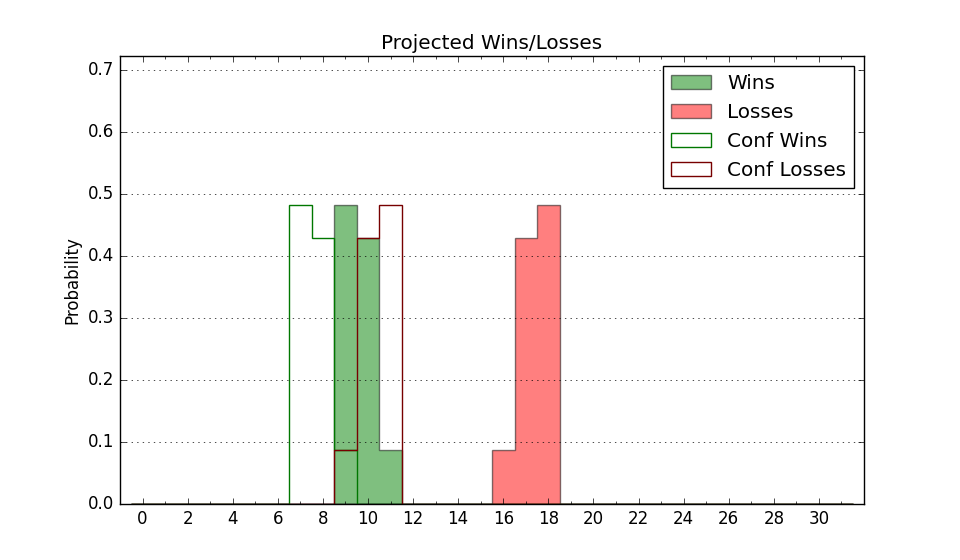 Projected Wins/Losses
0.7
0.6
0.5
0.4
0.3
0.2
0.1
0.0
Probability
Wins
Losses
Conf Wins
Conf Losses
0 2 4 6 8 10 12 14 16 18 20 22 24 26 28 30